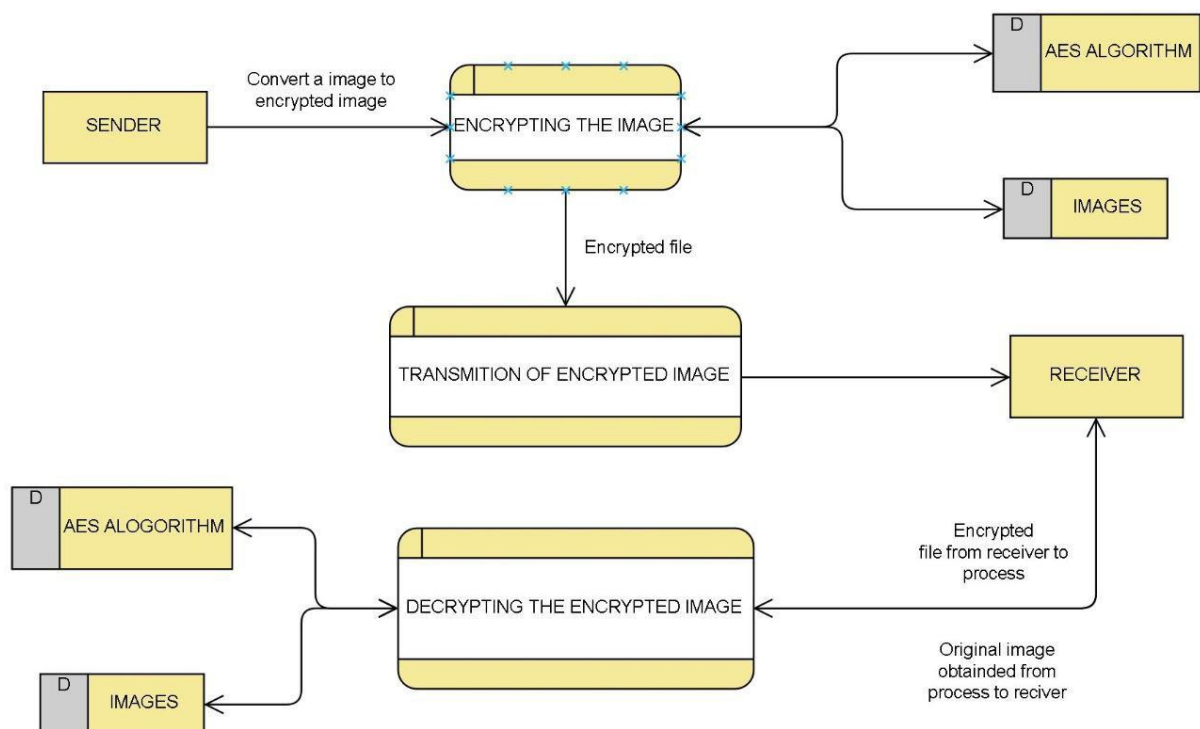 D
AES ALGORITHM
Convert a image to
encrypted image
SENDER
ENCRYPTING THE IMAGE
D
IMAGES
Encrypted file
TRANSMITION OF ENCRYPTED IMAGE
RECEIVER
D
AES ALOGORITHM
Encrypted
file from receiver to
process
DECRYPTING THE ENCRYPTED IMAGE
Original image
obtainded from
process to reciver
D
IMAGES